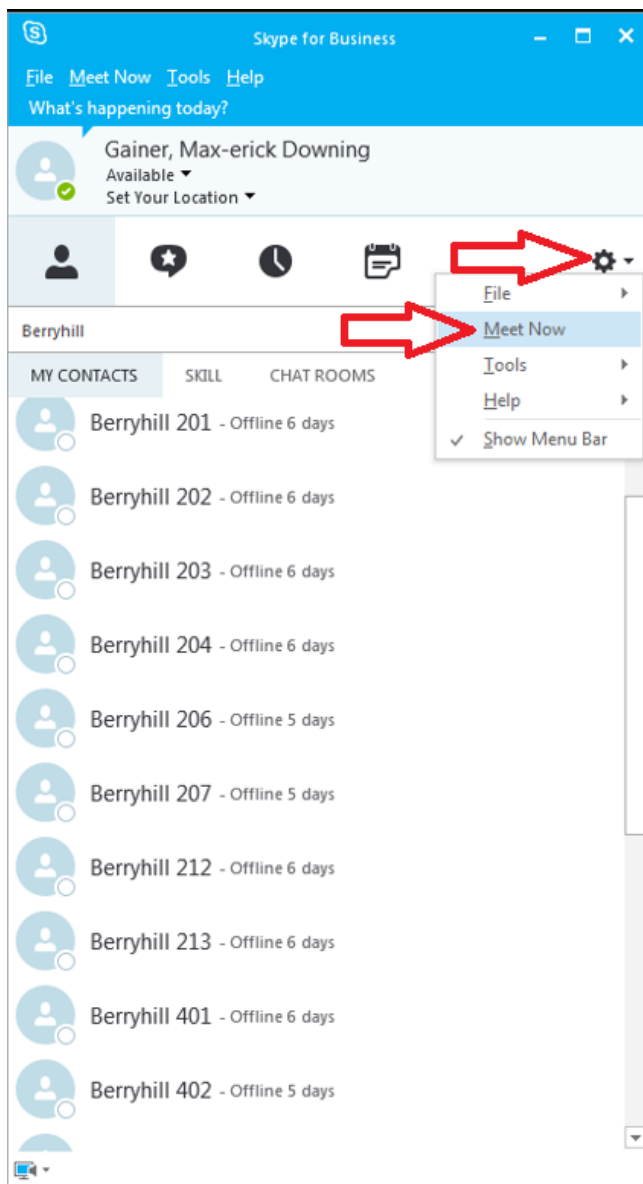 Skype for Business
File Meet Now Tools Help
What's happening today?
Gainer, Max-erick Downing
Available
Set Your Location
File
Meet Now
Tools
Help
Show Menu Bar
Berryhill
MY CONTACTS SKILL CHAT ROOMS
Berryhill 201 - Offline 6 days
Berryhill 202 - Offline 6 days
Berryhill 203 - Offline 6 days
Berryhill 204 - Offline 6 days
Berryhill 206 - Offline 5 days
Berryhill 207 - Offline 5 days
Berryhill 212 - Offline 6 days
Berryhill 213 - Offline 6 days
Berryhill 401 - Offline 6 days
Berryhill 402 - Offline 5 days